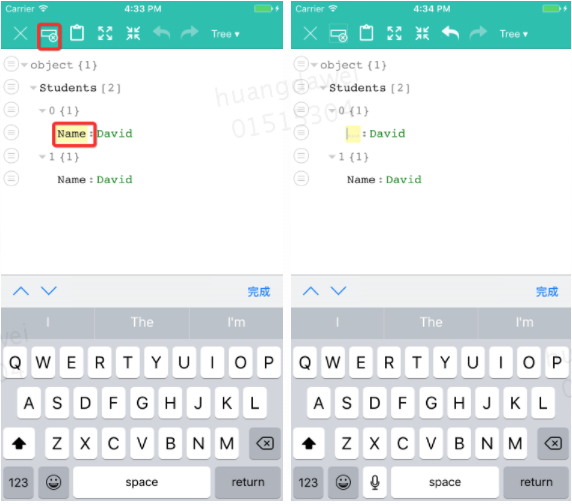 Carrier 4:33 PM
Tree ▾
object {1}
Students [2]
0 {1}
Name : David
1 {1}
Name : David
完成
I The I'm
Q W E R T Y U I O P
A S D F G H J K L
Z X C V B N M
123 space return
Carrier 4:34 PM
Tree ▾
object {1}
Students [2]
0 {1}
: David
1 {1}
Name : David
完成
I The I'm
Q W E R T Y U I O P
A S D F G H J K L
Z X C V B N M
123 space return